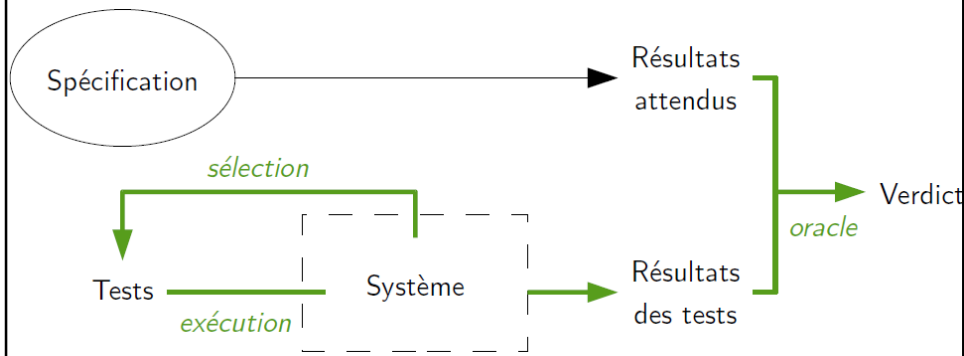 Spécification
Résultats
attendus
sélection
Verdict
oracle
Tests
exécution
Système
Résultats
des tests